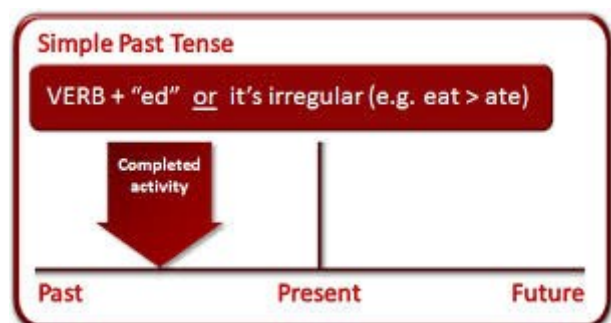 Simple Past Tense
VERB + "ed" or it's irregular (e.g. eat > ate)
Completed
activity
Past Present Future